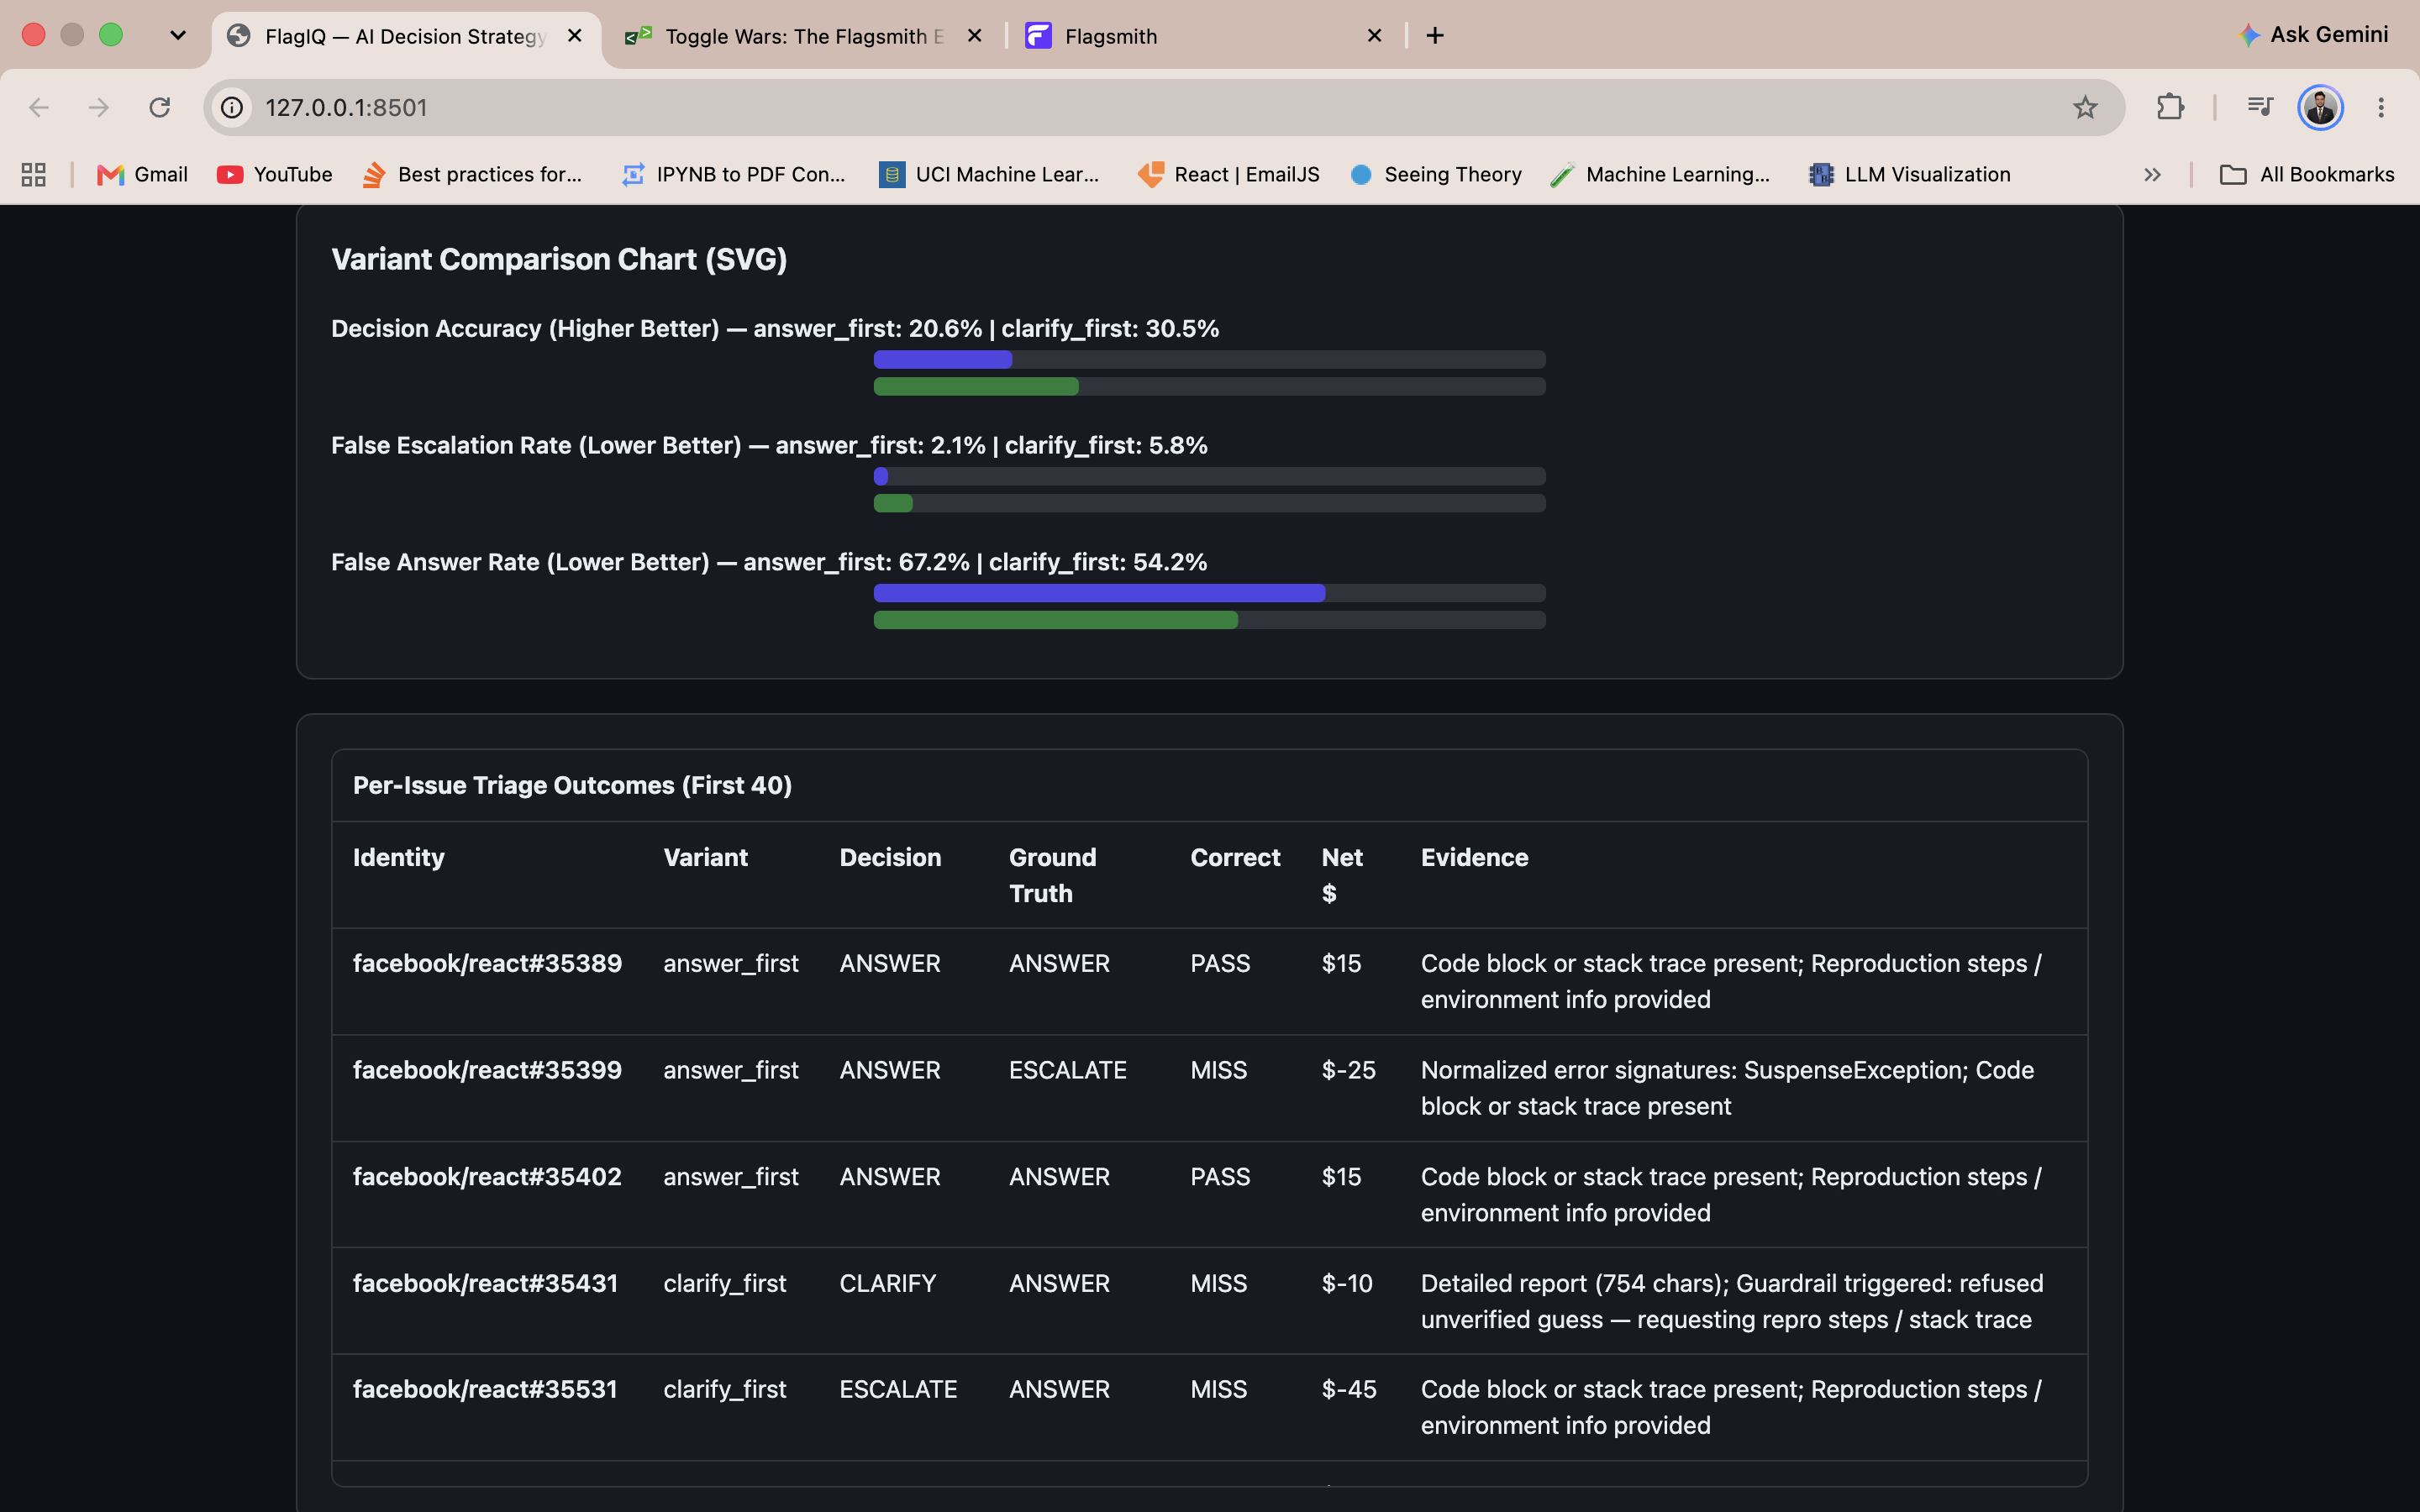 FlagIQ — AI Decision Strategy
Toggle Wars: The Flagsmith E
Flagsmith
Ask Gemini
127.0.0.1:8501
Gmail
YouTube
Best practices for...
IPYNB to PDF Con...
UCI Machine Lear...
React | EmailJS
Seeing Theory
Machine Learning...
LLM Visualization
All Bookmarks
Variant Comparison Chart (SVG)
Decision Accuracy (Higher Better) — answer_first: 20.6% | clarify_first: 30.5%
False Escalation Rate (Lower Better) — answer_first: 2.1% | clarify_first: 5.8%
False Answer Rate (Lower Better) — answer_first: 67.2% | clarify_first: 54.2%
Per-Issue Triage Outcomes (First 40)
Identity Variant Decision Ground Correct Net Evidence
Truth $
facebook/react#35389 answer_first ANSWER ANSWER PASS $15 Code block or stack trace present; Reproduction steps /
environment info provided
facebook/react#35399 answer_first ANSWER ESCALATE MISS $-25 Normalized error signatures: SuspenseException; Code
block or stack trace present
facebook/react#35402 answer_first ANSWER ANSWER PASS $15 Code block or stack trace present; Reproduction steps /
environment info provided
facebook/react#35431 clarify_first CLARIFY ANSWER MISS $-10 Detailed report (754 chars); Guardrail triggered: refused
unverified guess — requesting repro steps / stack trace
facebook/react#35531 clarify_first ESCALATE ANSWER MISS $-45 Code block or stack trace present; Reproduction steps /
environment info provided